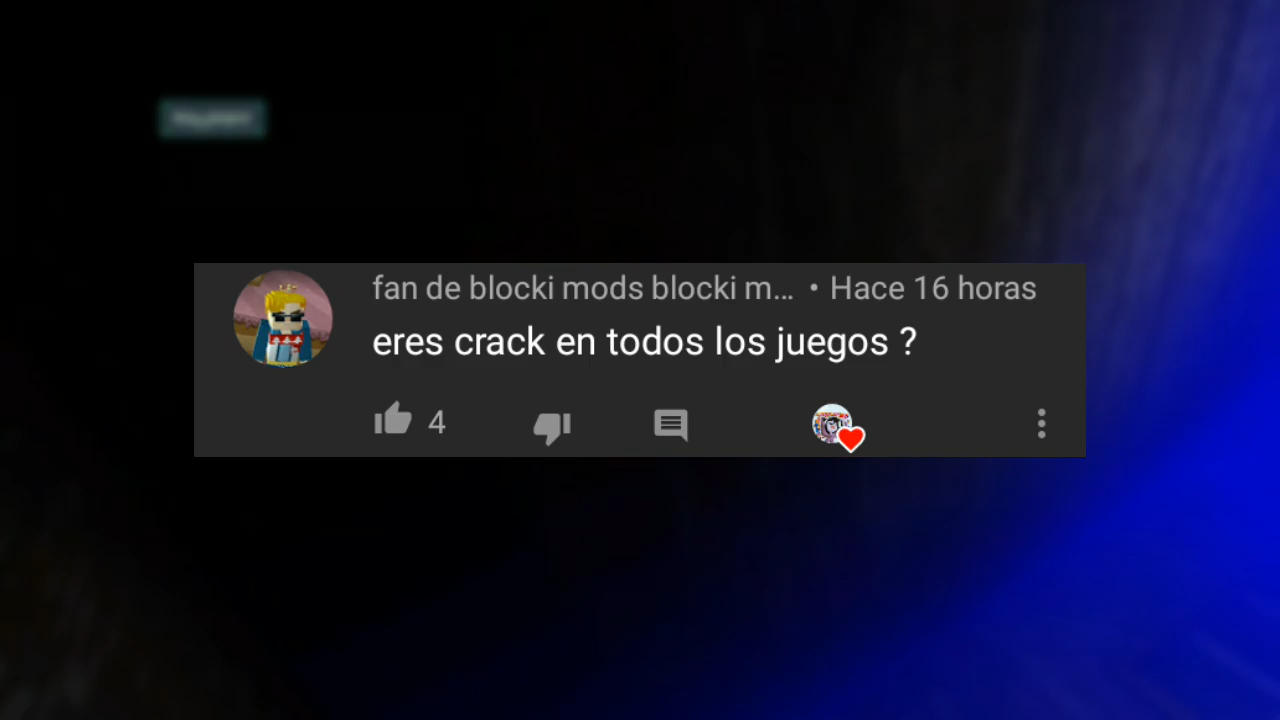 fan de blocki mods blocki m... • Hace 16 horas
eres crack en todos los juegos ?
4